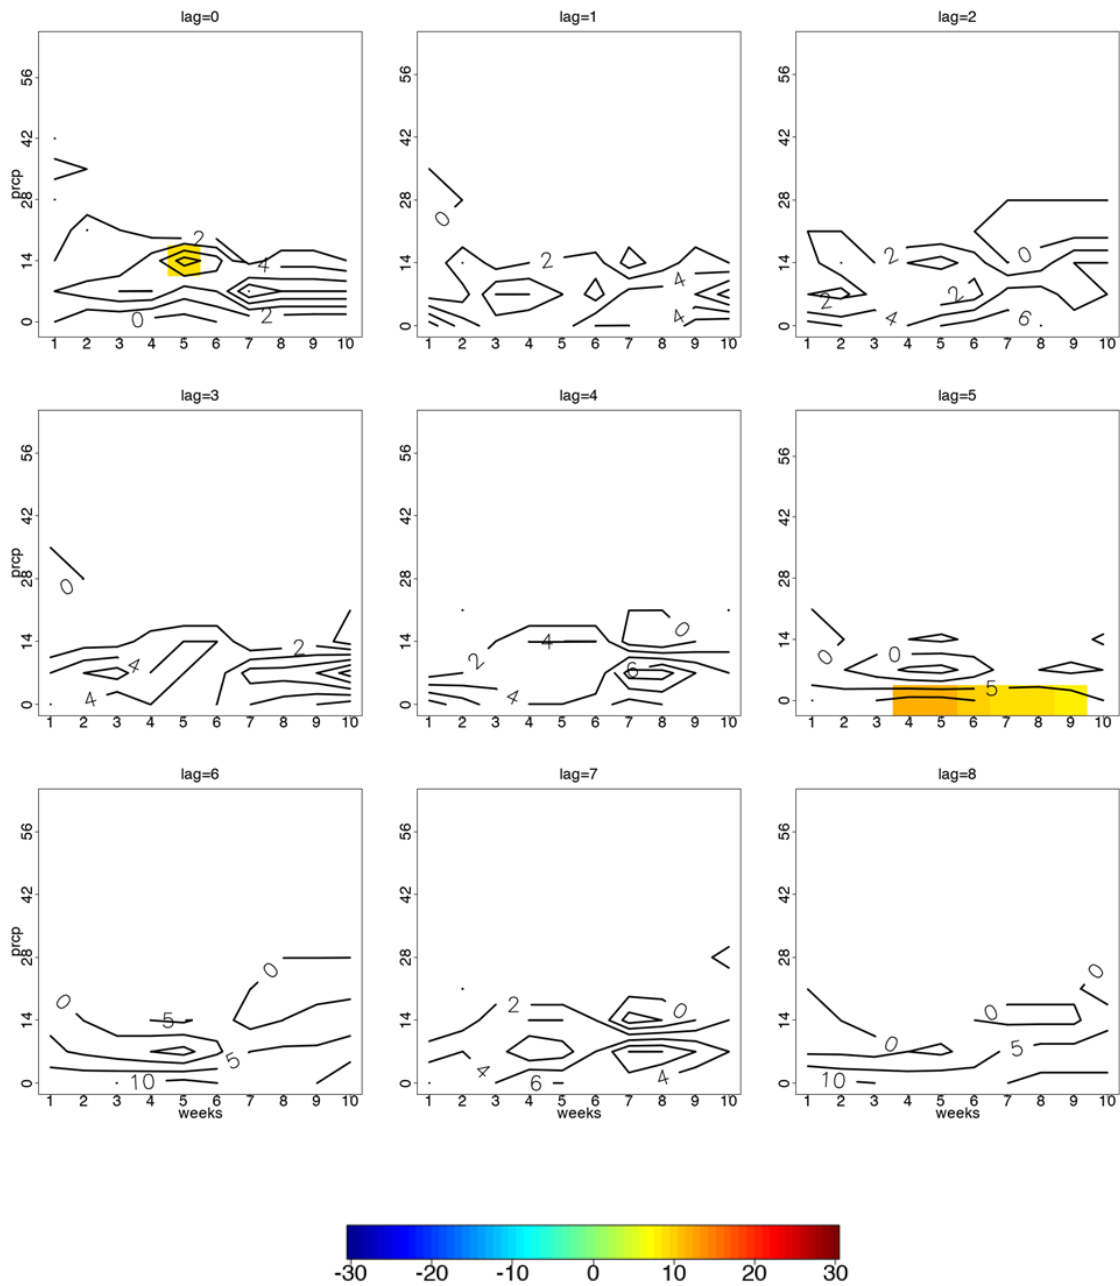 lag=0 lag=1 lag=2
56 56 56
42 42 42
prcp
28 28 28
0 0
2 2 2 0
14 4 14 4 14
2 2
0 2 4 4 6
0 0 0
1 2 3 4 5 6 7 8 9 10 1 2 3 4 5 6 7 8 9 10 1 2 3 4 5 6 7 8 9 10
lag=3 lag=4 lag=5
56 56 56
42 42 42
prcp
28 28 28
0
14 2 14 4 0 14
4 2 6 0 0
4 4 5
0 0 0
1 2 3 4 5 6 7 8 9 10 1 2 3 4 5 6 7 8 9 10 1 2 3 4 5 6 7 8 9 10
lag=6 lag=7 lag=8
56 56 56
42 42 42
prcp
28 28 28
0 0
0 2 0 0
14 5 14 14
5 4 4 0 5
10 6 10
0 0 0
1 2 3 4 5 6 7 8 9 10 1 2 3 4 5 6 7 8 9 10 1 2 3 4 5 6 7 8 9 10
weeks weeks
-30 -20 -10 0 10 20 30